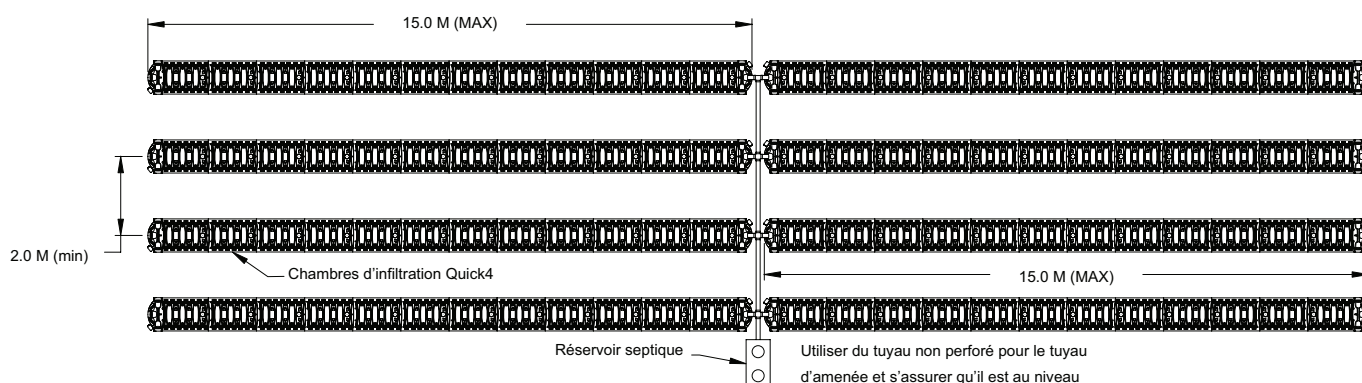 15.0 M (MAX)
2.0 M (min)
Chambres d'infiltration Quick4
15.0 M (MAX)
Réservoir septique
Utiliser du tuyau non perforé pour le tuyau
d'amenée et s'assurer qu'il est au niveau